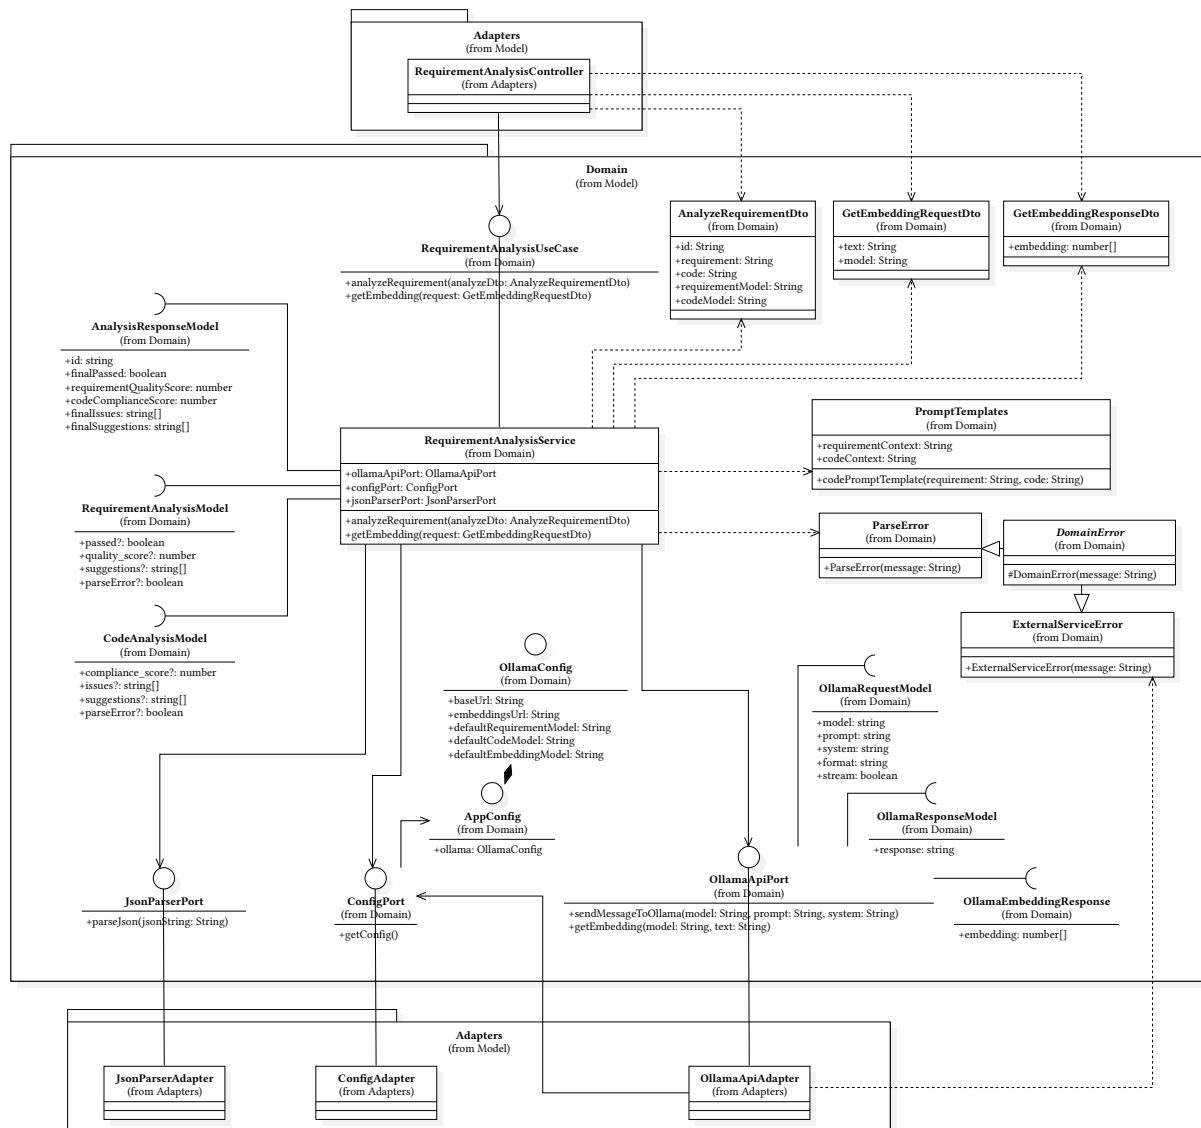 Adapters
(from Model)
RequirementAnalysisController
(from Adapters)
Domain
(from Model)
AnalyzeRequirementDto
(from Domain)
+id: String
+requirement: String
+code: String
+requirementModel: String
+codeModel: String
GetEmbeddingRequestDto
(from Domain)
+text: String
+model: String
GetEmbeddingResponseDto
(from Domain)
+embedding: number[]
RequirementAnalysisUseCase
(from Domain)
+analyzeRequirement(analyzeDto: AnalyzeRequirementDto)
+getEmbedding(request: GetEmbeddingRequestDto)
AnalysisResponseModel
(from Domain)
+id: string
+finalPassed: boolean
+requirementQualityScore: number
+codeComplianceScore: number
+finalIssues: string[]
+finalSuggestions: string[]
RequirementAnalysisService
(from Domain)
+ollamaApiPort: OllamaApiPort
+configPort: ConfigPort
+jsonParserPort: JsonParserPort
+analyzeRequirement(analyzeDto: AnalyzeRequirementDto)
+getEmbedding(request: GetEmbeddingRequestDto)
PromptTemplates
(from Domain)
+requirementContext: String
+codeContext: String
+codePromptTemplate(requirement: String, code: String)
RequirementAnalysisModel
(from Domain)
+passed?: boolean
+quality_score?: number
+suggestions?: string[]
+parseError?: boolean
ParseError
(from Domain)
+ParseError(message: String)
DomainError
(from Domain)
#DomainError(message: String)
ExternalServiceError
(from Domain)
+ExternalServiceError(message: String)
CodeAnalysisModel
(from Domain)
+compliance_score?: number
+issues?: string[]
+suggestions?: string[]
+parseError?: boolean
OllamaConfig
(from Domain)
+baseUrl: String
+embeddingsUrl: String
+defaultRequirementModel: String
+defaultCodeModel: String
+defaultEmbeddingModel: String
OllamaRequestModel
(from Domain)
+model: string
+prompt: string
+system: string
+format: string
+stream: boolean
AppConfig
(from Domain)
+ollama: OllamaConfig
OllamaResponseModel
(from Domain)
+response: string
JsonParserPort
(from Domain)
+parseJson(jsonString: String)
ConfigPort
(from Domain)
+getConfig()
OllamaApiPort
(from Domain)
+sendMessageToOllama(model: String, prompt: String, system: String)
+getEmbedding(model: String, text: String)
OllamaEmbeddingResponse
(from Domain)
+embedding: number[]
Adapters
(from Model)
JsonParserAdapter
(from Adapters)
ConfigAdapter
(from Adapters)
OllamaApiAdapter
(from Adapters)